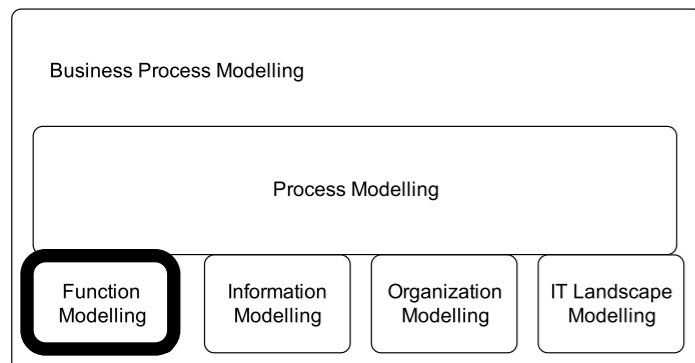 Business Process Modelling
Process Modelling
Function
Modelling
Information
Modelling
Organization
Modelling
IT Landscape
Modelling